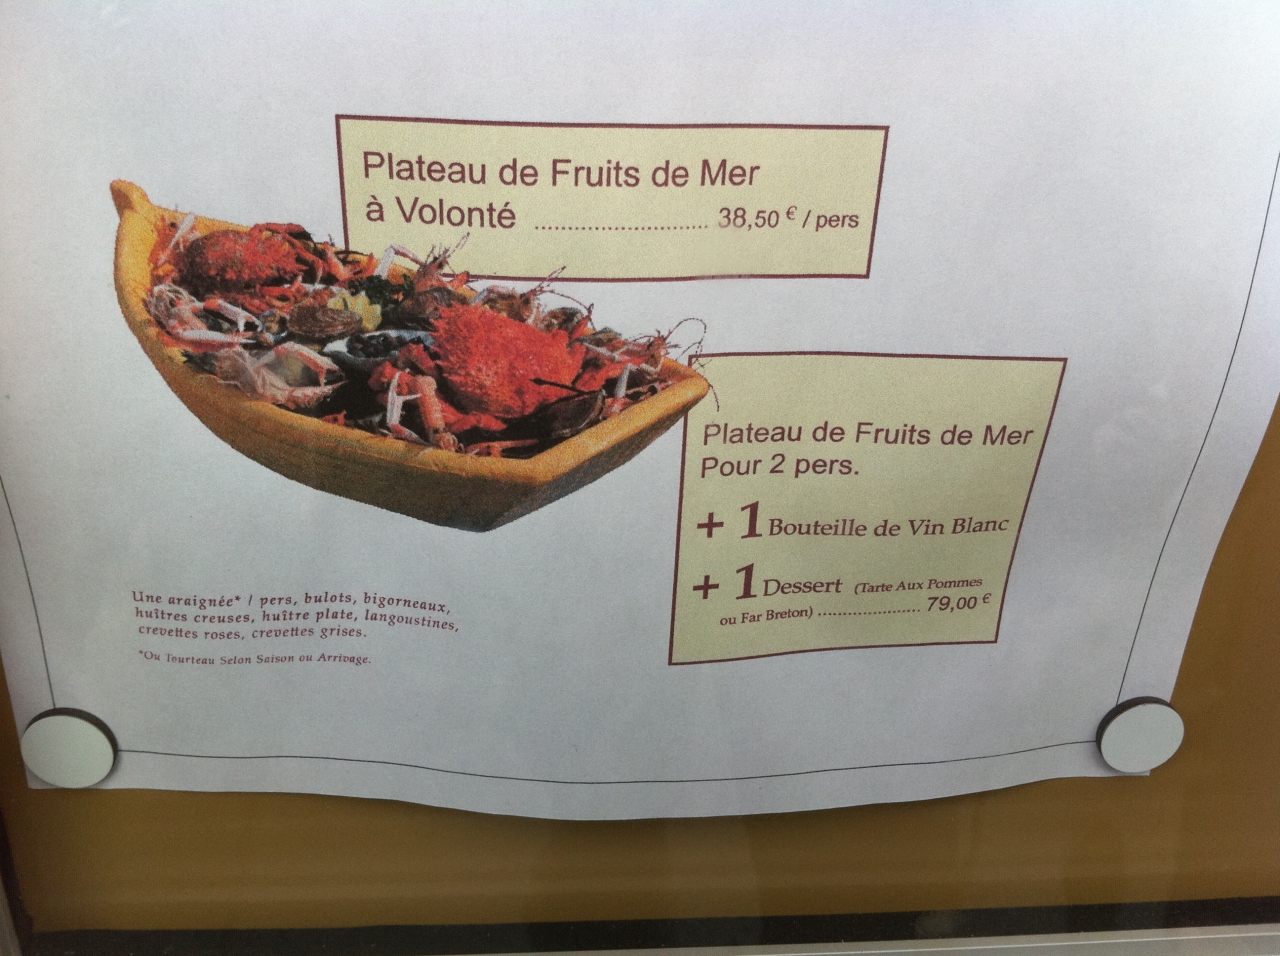 Plateau de Fruits de Mer
à Volonté ................................ 38,50 € / pers
Plateau de Fruits de Mer
Pour 2 pers.
+ 1 Bouteille de Vin Blanc
+ 1 Dessert (Tarte Aux Pommes
ou Far Breton) ..................... 79,00 €
Une araignée* / pers, bulots, bigorneaux,
huîtres creuses, huître plate, langoustines,
crevettes roses, crevettes grises.
*Ou Tourteau Selon Saison ou Arrivage.